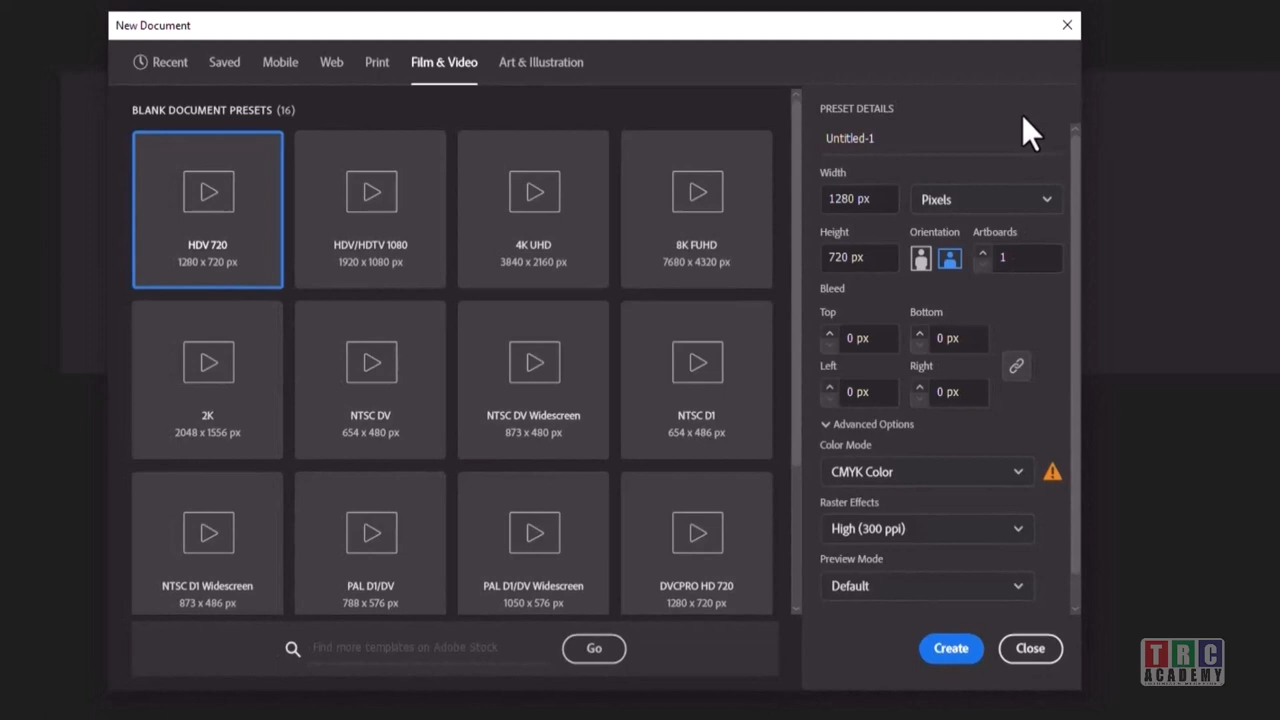 New Document
Recent Saved Mobile Web Print Film & Video Art & Illustration
BLANK DOCUMENT PRESETS (16)
HDV 720
1280 x 720 px
HDV/HDTV 1080
1920 x 1080 px
4K UHD
3840 x 2160 px
8K FUHD
7680 x 4320 px
2K
2048 x 1556 px
NTSC DV
654 x 480 px
NTSC DV Widescreen
873 x 480 px
NTSC D1
654 x 486 px
NTSC D1 Widescreen
873 x 486 px
PAL D1/DV
788 x 576 px
PAL D1/DV Widescreen
1050 x 576 px
DVCPRO HD 720
1280 x 720 px
Find more templates on Adobe Stock
Go
PRESET DETAILS
Untitled-1
Width
1280 px Pixels
Height Orientation Artboards
720 px 1
Bleed
Top Bottom
0 px 0 px
Left Right
0 px 0 px
Advanced Options
Color Mode
CMYK Color
Raster Effects
High (300 ppi)
Preview Mode
Default
Create Close
TRC
ACADEMY